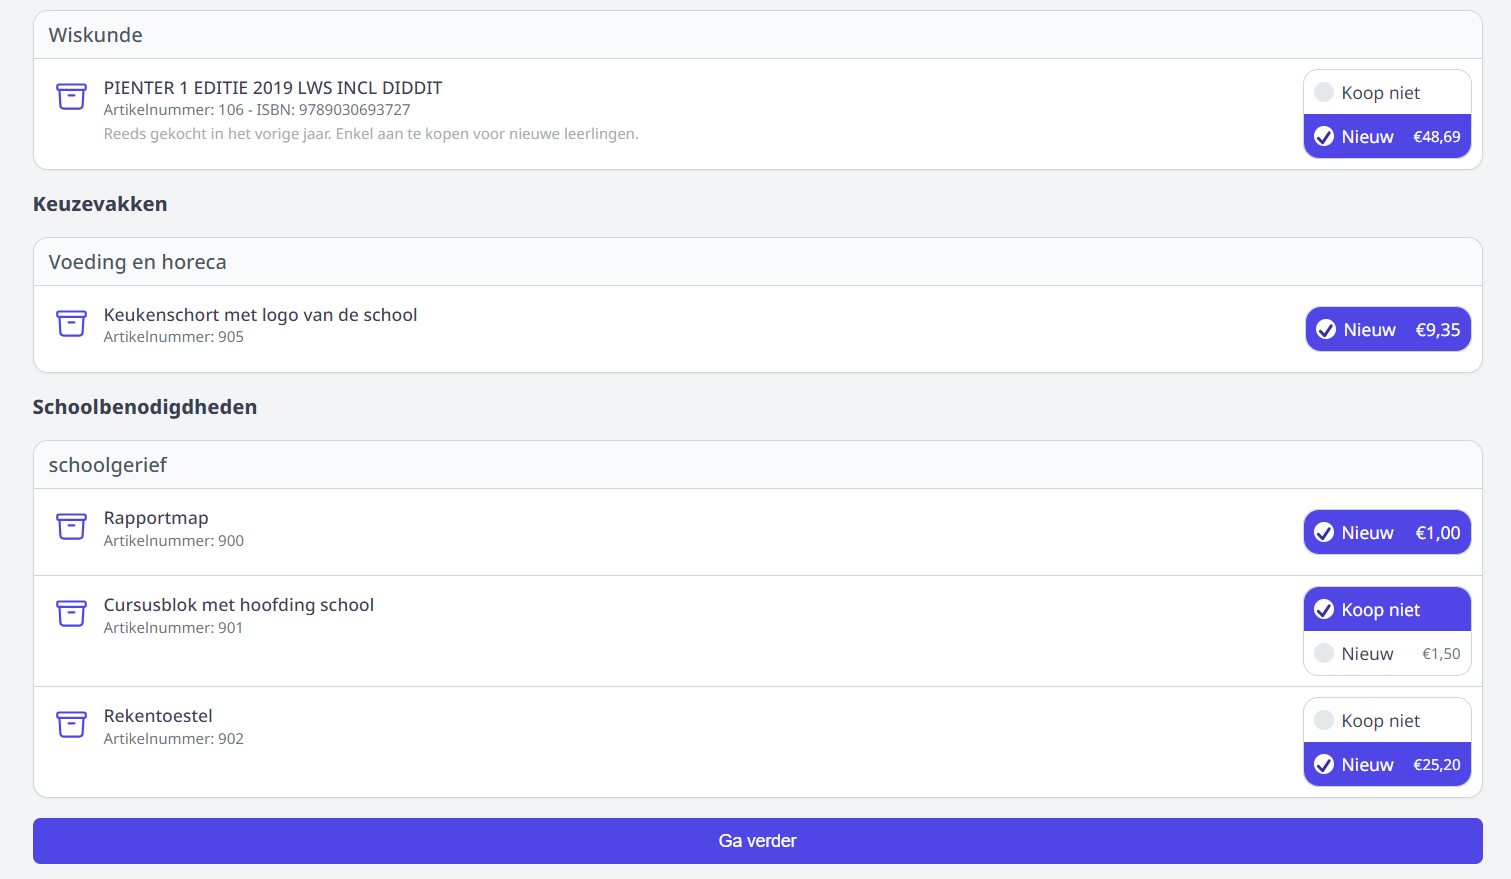 Wiskunde
PIENTER 1 EDITIE 2019 LWS INCL DIDDIT
Artikelnummer: 106 - ISBN: 9789030693727
Reeds gekocht in het vorige jaar. Enkel aan te kopen voor nieuwe leerlingen.
Koop niet
Nieuw €48,69
Keuzevakken
Voeding en horeca
Keukenschort met logo van de school
Artikelnummer: 905
Nieuw €9,35
Schoolbenodigdheden
schoolgerief
Rapportmap
Artikelnummer: 900
Nieuw €1,00
Cursusblok met hoofding school
Artikelnummer: 901
Koop niet
Nieuw €1,50
Rekentoestel
Artikelnummer: 902
Koop niet
Nieuw €25,20
Ga verder